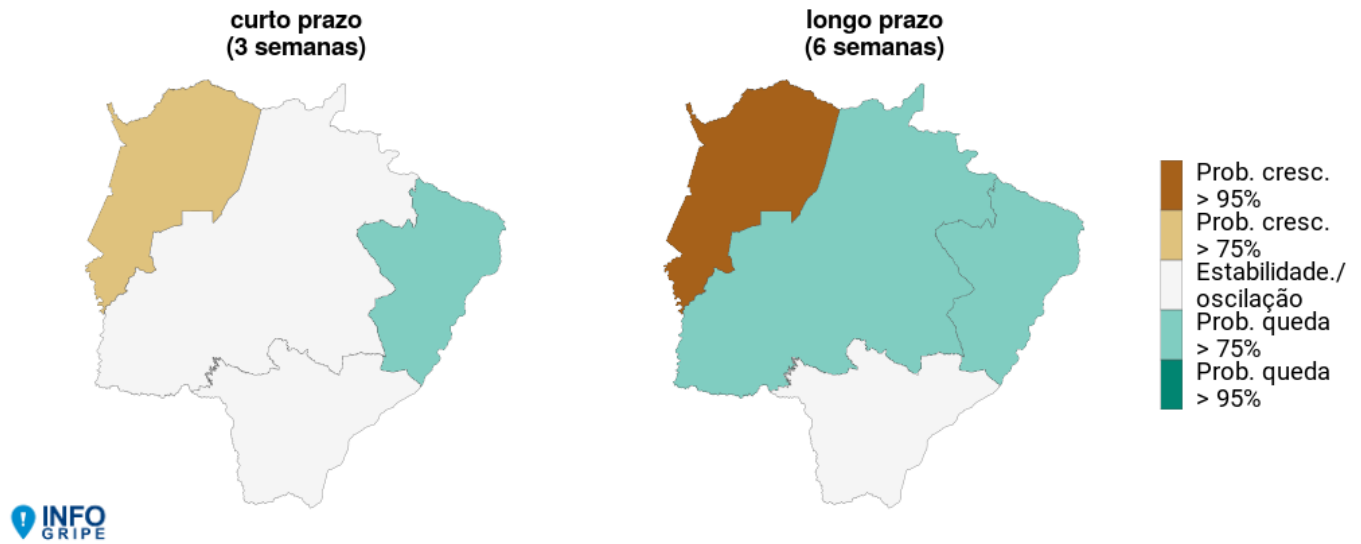 curto prazo
(3 semanas)
longo prazo
(6 semanas)
Prob. cresc.
> 95%
Prob. cresc.
> 75%
Estabilidade./
oscilação
Prob. queda
> 75%
Prob. queda
> 95%
INFO
GRIPE